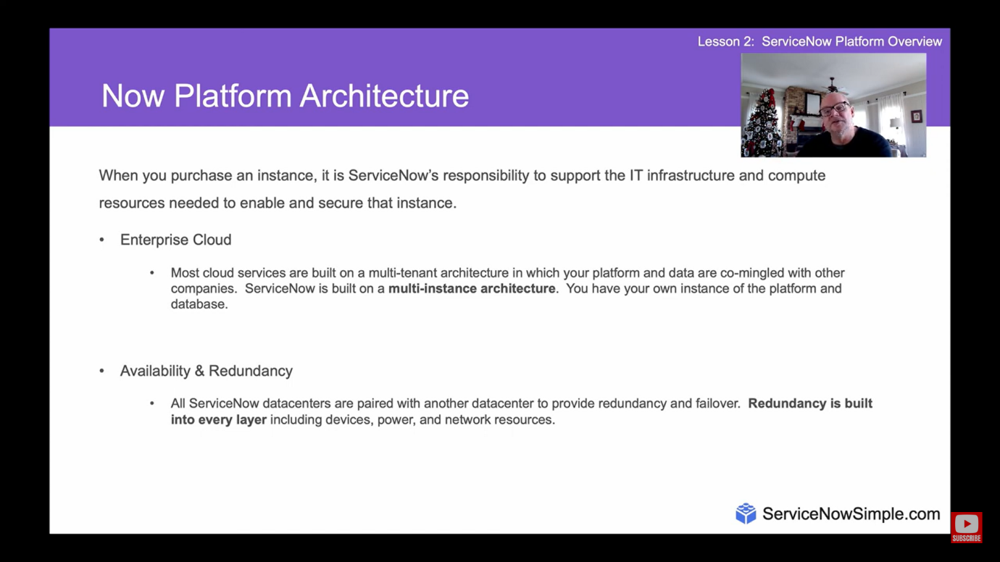 Lesson 2: ServiceNow Platform Overview
Now Platform Architecture
When you purchase an instance, it is ServiceNow's responsibility to support the IT infrastructure and compute
resources needed to enable and secure that instance.
• Enterprise Cloud
• Most cloud services are built on a multi-tenant architecture in which your platform and data are co-mingled with other
companies. ServiceNow is built on a multi-instance architecture. You have your own instance of the platform and
database.
• Availability & Redundancy
• All ServiceNow datacenters are paired with another datacenter to provide redundancy and failover. Redundancy is built
into every layer including devices, power, and network resources.
ServiceNowSimple.com
SUBSCRIBE